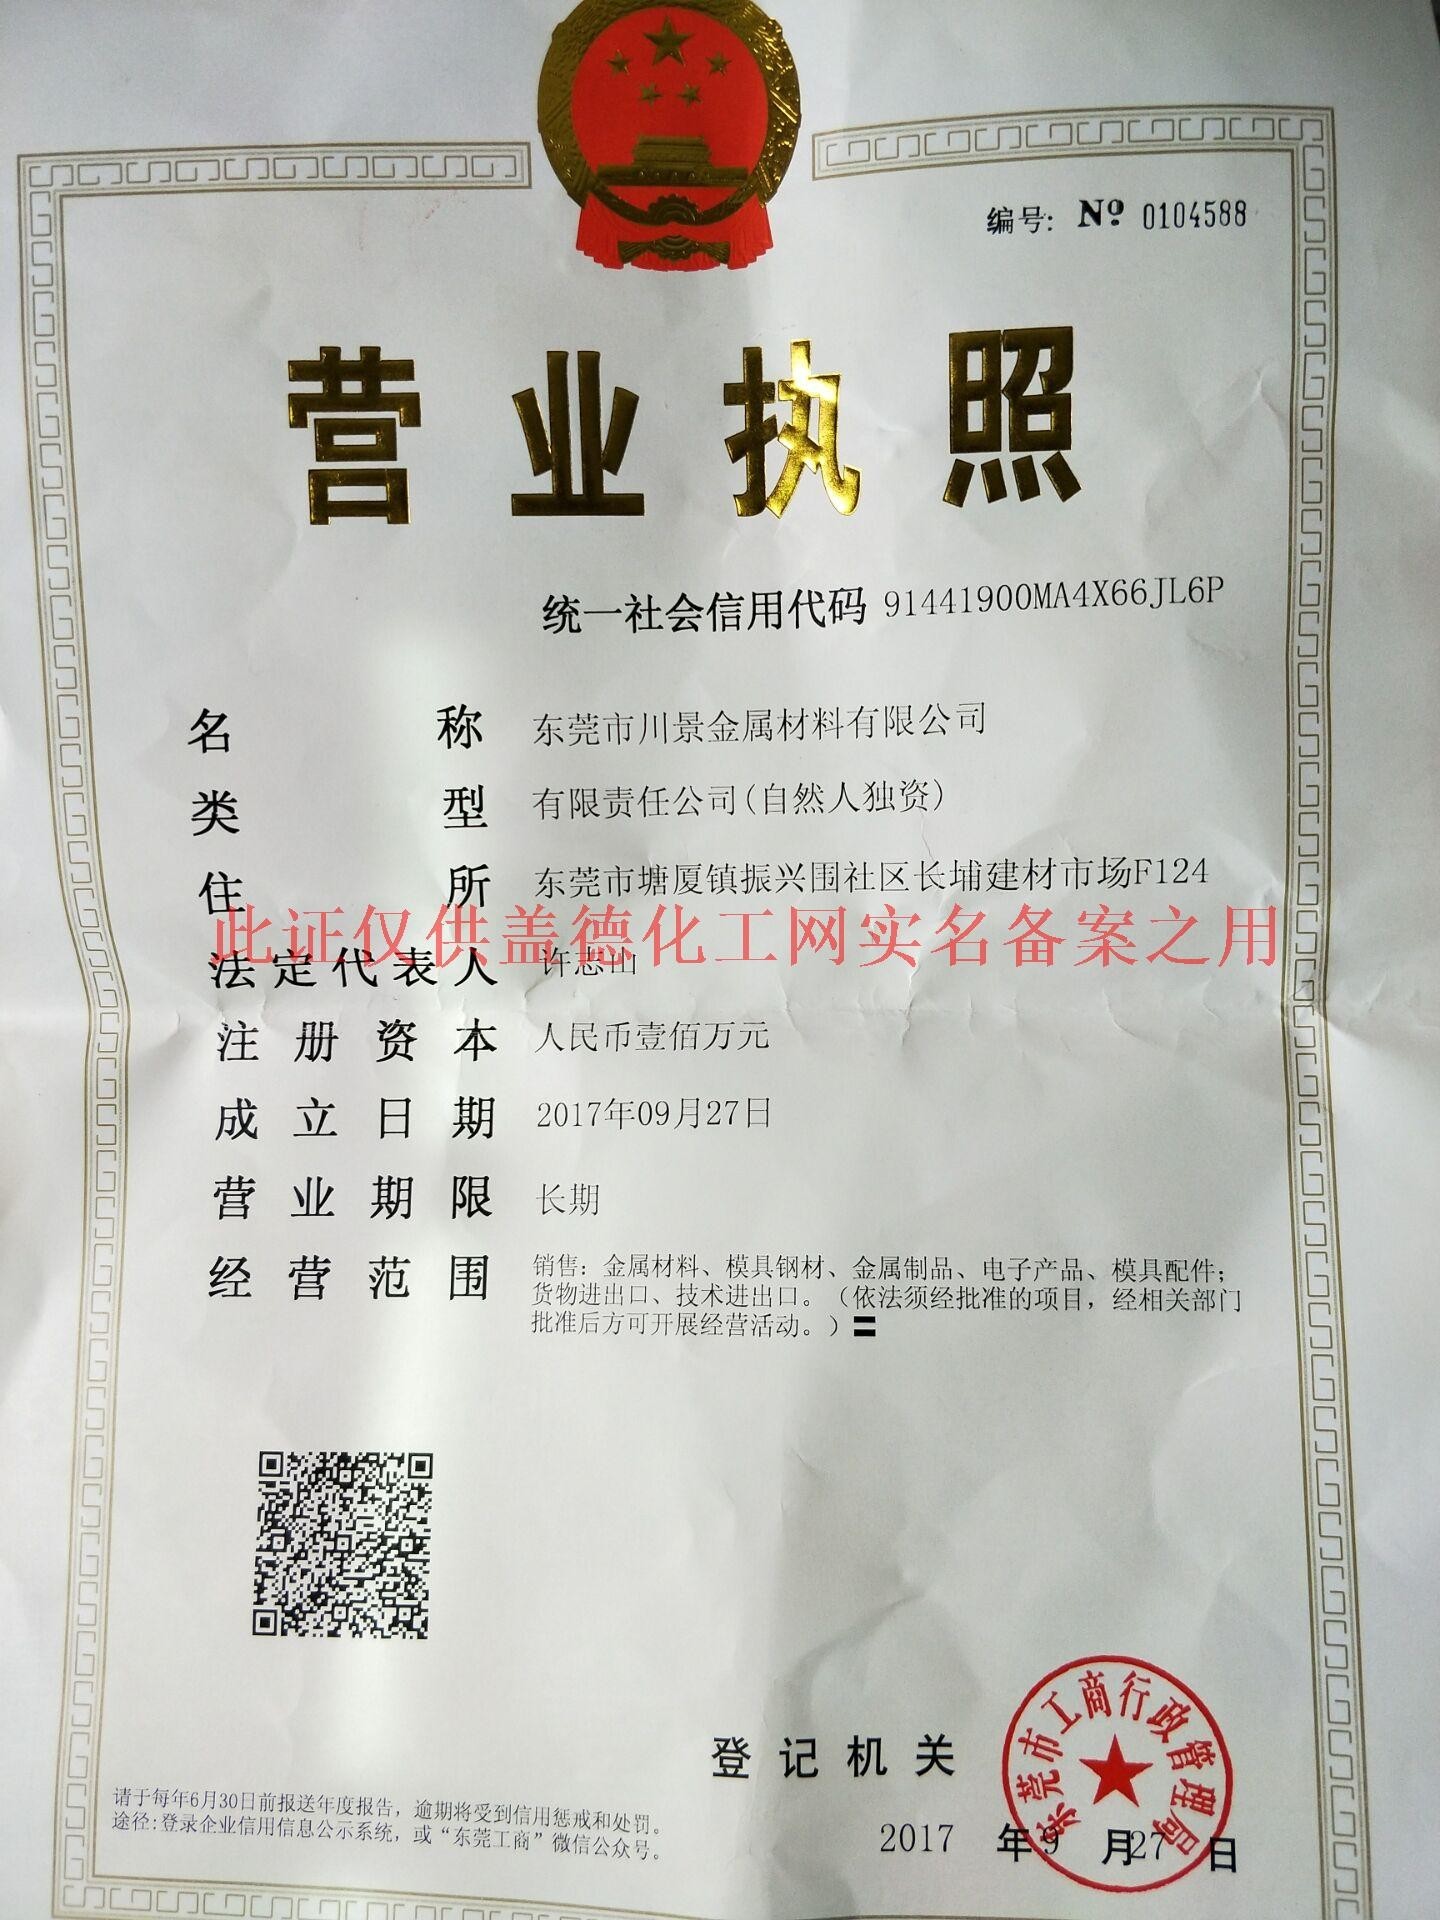 编号: Nº 0104588
营业执照
统一社会信用代码 91441900MA4X66JL6P
名称 东莞市川景金属材料有限公司
类型 有限责任公司(自然人独资)
住所 东莞市塘厦镇振兴围社区长埔建材市场F124
此证仅供盖德化工网实名备案之用
法定代表人 许志山
注册资本 人民币壹佰万元
成立日期 2017年09月27日
营业期限 长期
经营范围 销售：金属材料、模具钢材、金属制品、电子产品、模具配件；
货物进出口、技术进出口。（依法须经批准的项目，经相关部门
批准后方可开展经营活动。）〓
登记机关
东莞市工商行政管理局
2017 年 9 月 27 日
请于每年6月30日前报送年度报告，逾期将受到信用惩戒和处罚。
途径:登录企业信用信息公示系统，或“东莞工商”微信公众号。